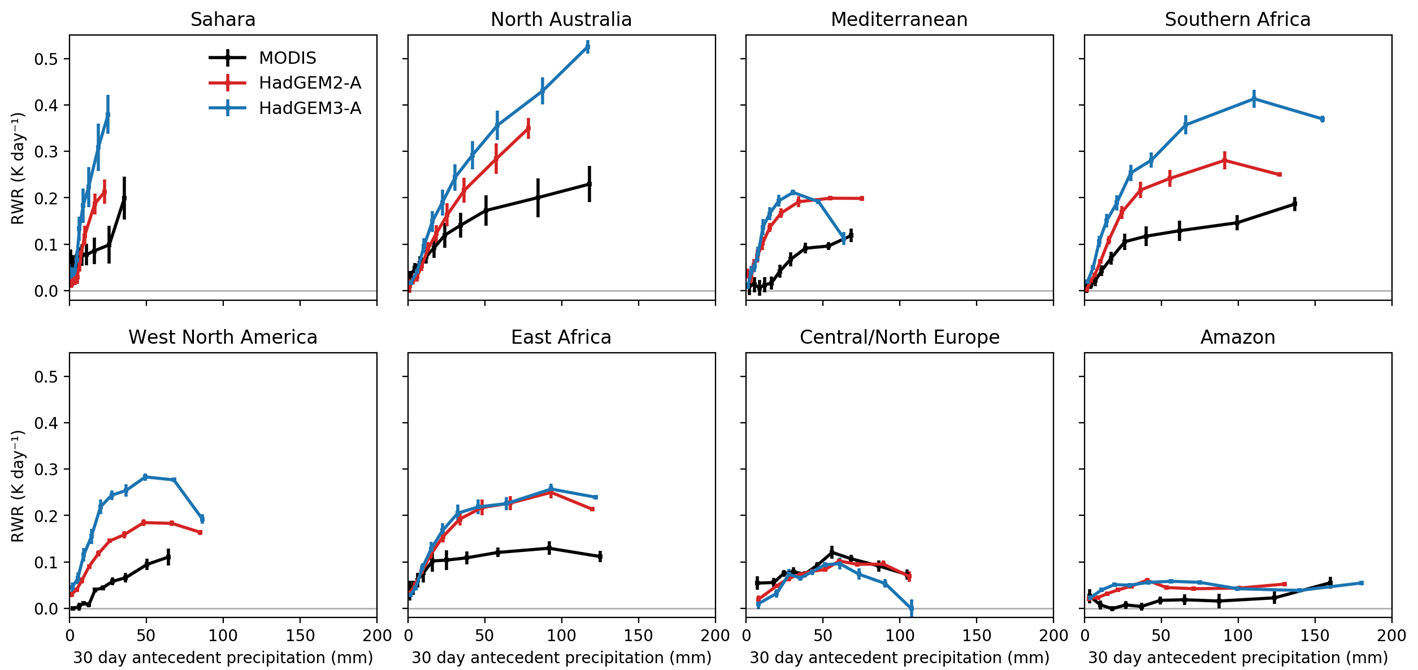 Sahara
North Australia
Mediterranean
Southern Africa
RWR (K day⁻¹)
0.5
0.4
0.3
0.2
0.1
0.0
MODIS
HadGEM2-A
HadGEM3-A
West North America
East Africa
Central/North Europe
Amazon
RWR (K day⁻¹)
0.5
0.4
0.3
0.2
0.1
0.0
0 50 100 150 200
0 50 100 150 200
0 50 100 150 200
0 50 100 150 200
30 day antecedent precipitation (mm)
30 day antecedent precipitation (mm)
30 day antecedent precipitation (mm)
30 day antecedent precipitation (mm)